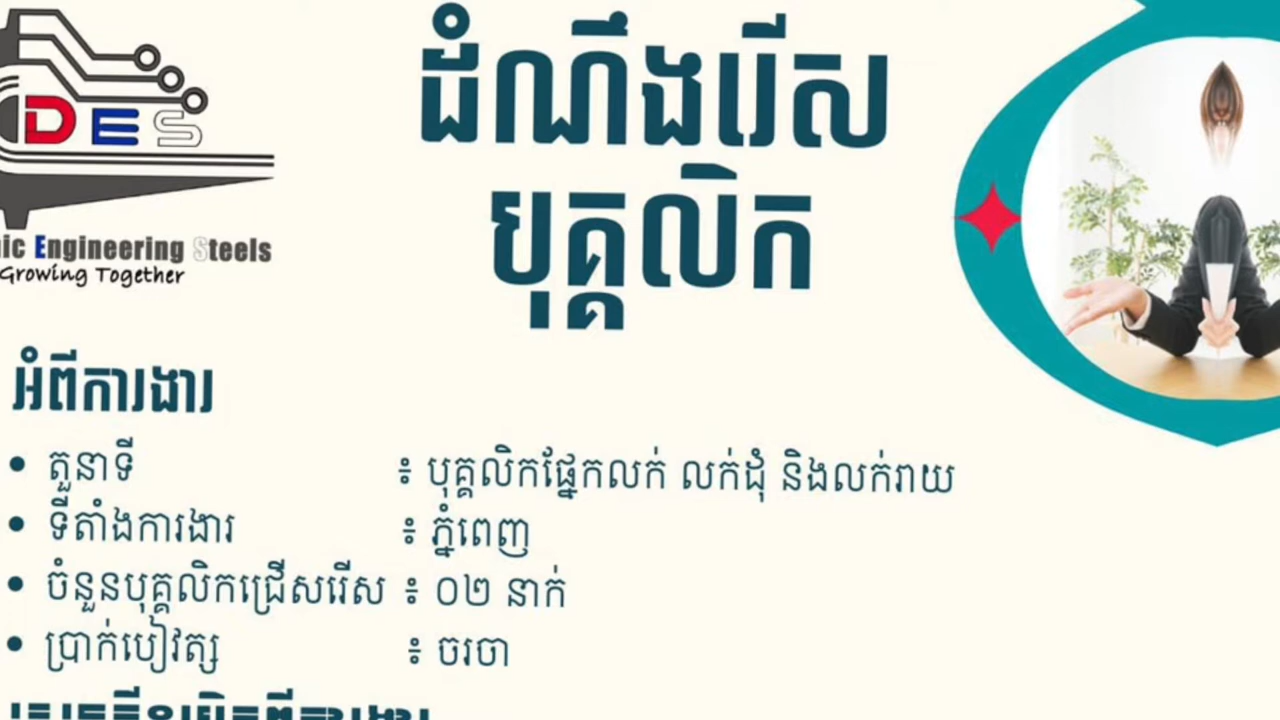 DES
Engineering Steels
Growing Together
ដំណឹងរើស
បុគ្គលិក
អំពីការងារ
• តួនាទី ៖ បុគ្គលិកផ្នែកលក់ លក់ដុំ និងលក់រាយ
• ទីតាំងការងារ ៖ ភ្នំពេញ
• ចំនួនបុគ្គលិកជ្រើសរើស ៖ ០២ នាក់
• ប្រាក់បៀវត្ស ៖ ចរចា